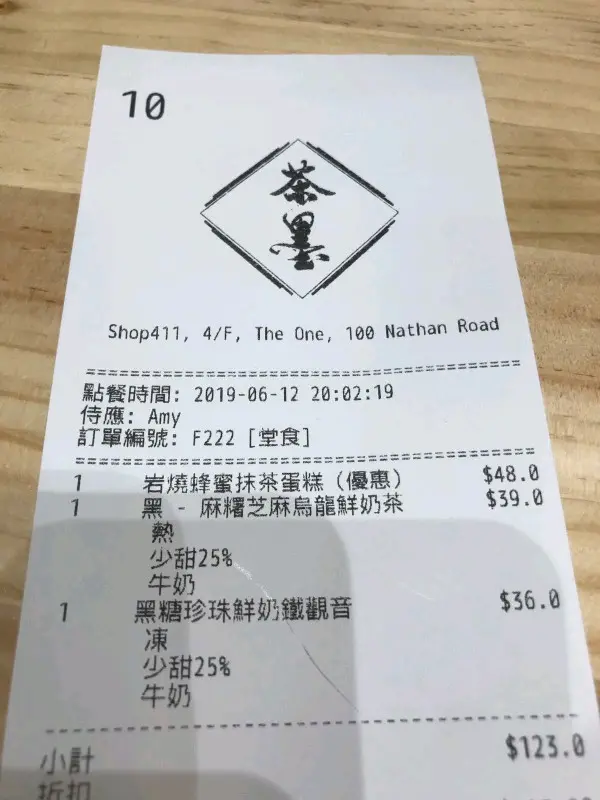 10
茶墨
Shop411, 4/F, The One, 100 Nathan Road
點餐時間: 2019-06-12 20:02:19
侍應: Amy
訂單編號: F222 [堂食]
1 岩燒蜂蜜抹茶蛋糕 (優惠) $48.0
1 黑 - 麻糬芝麻烏龍鮮奶茶 $39.0
熱
少甜25%
牛奶
1 黑糖珍珠鮮奶鐵觀音 $36.0
凍
少甜25%
牛奶
小計 $123.0
折扣